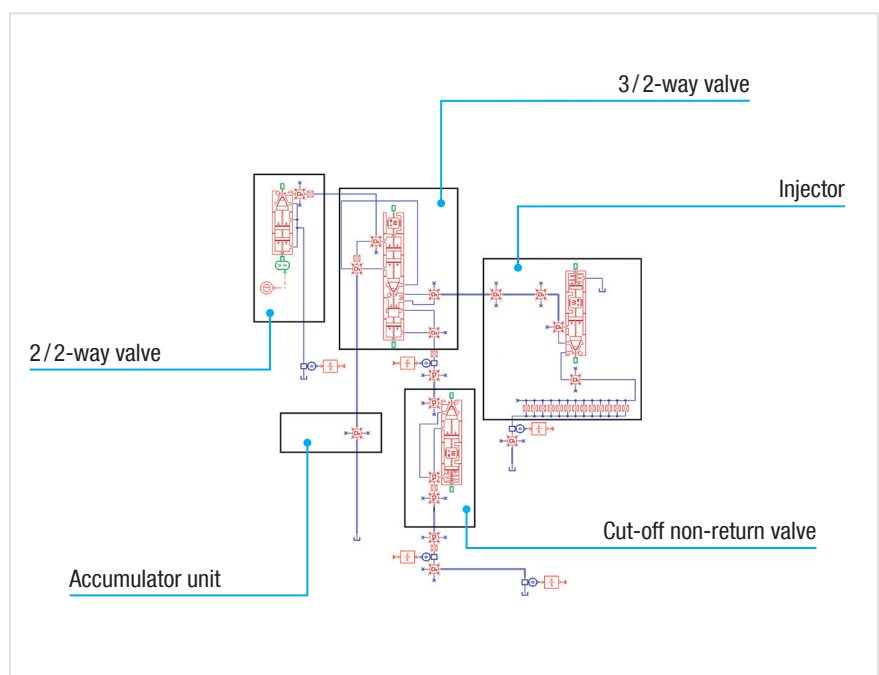 3/2-way valve
Injector
2/2-way valve
Cut-off non-return valve
Accumulator unit